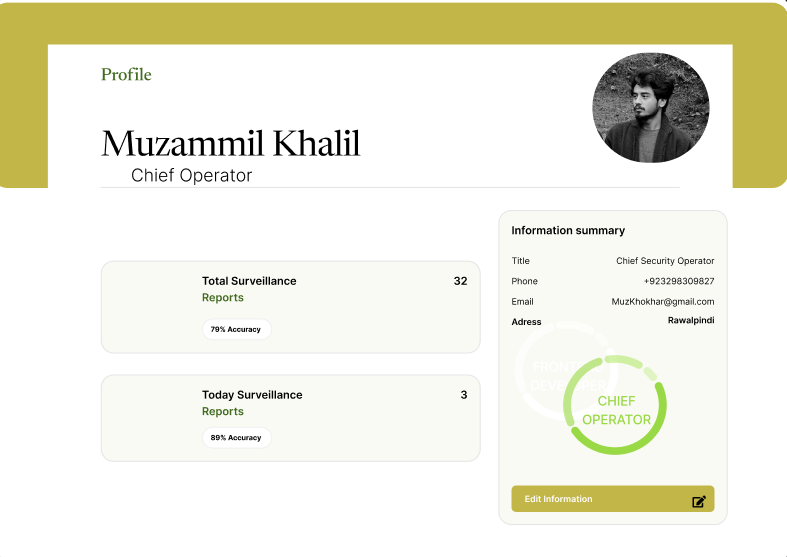 Profile
Muzammil Khalil
Chief Operator
Total Surveillance 32
Reports
79% Accuracy
Today Surveillance 3
Reports
89% Accuracy
Information summary
Title Chief Security Operator
Phone +923298309827
Email MuzKhokhar@gmail.com
Adress Rawalpindi
FRONT
DEVELOPER
CHIEF
OPERATOR
Edit Information